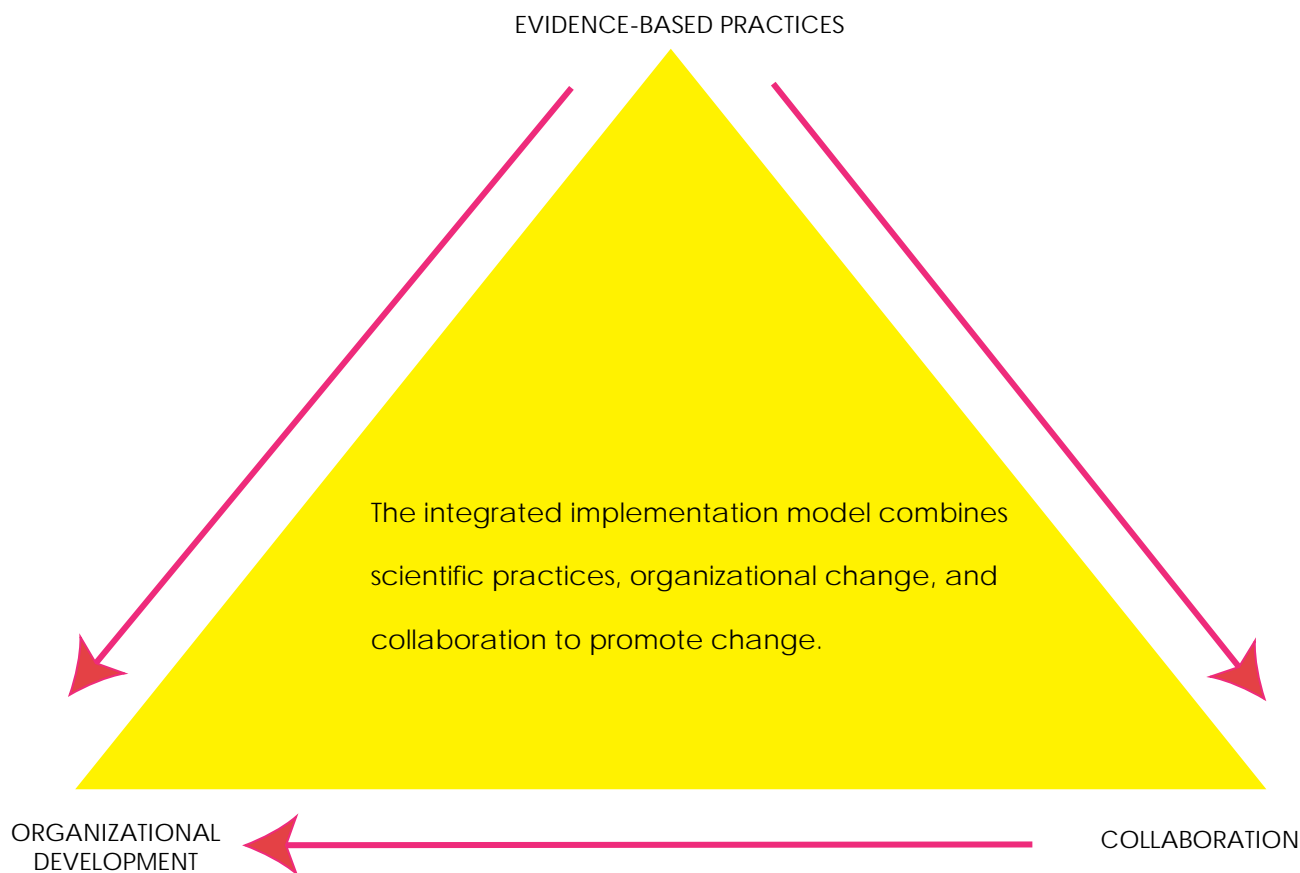 EVIDENCE-BASED PRACTICES
The integrated implementation model combines
scientific practices, organizational change, and
collaboration to promote change.
ORGANIZATIONAL
DEVELOPMENT
COLLABORATION